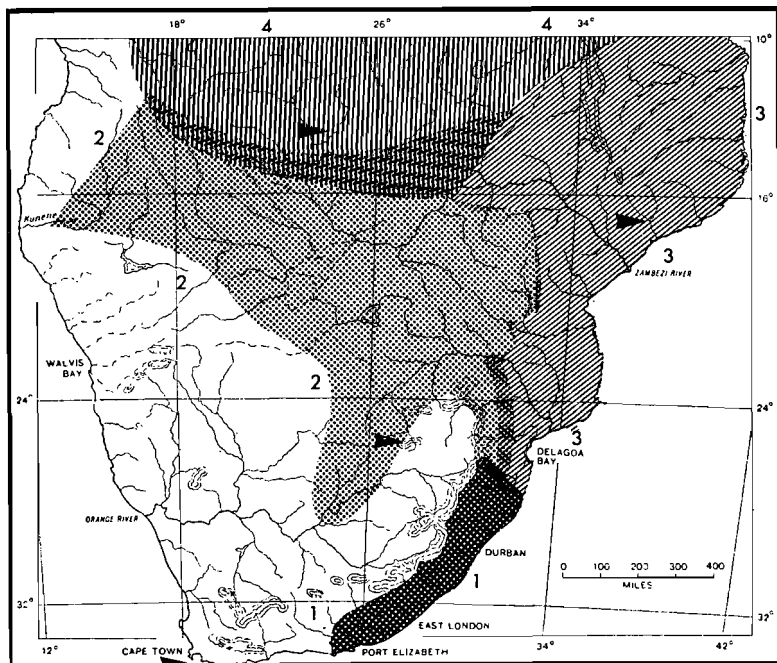 18° 4 26° 4 34°
10°
3
2
16°
Kunene
3
ZAMBEZI RIVER
2
WALVIS
BAY
2
24° 24°
3
DELAGOA
BAY
ORANGE RIVER
DURBAN
0 100 200 300 400
MILES
1
32° 1
32°
EAST LONDON
12° CAPE TOWN PORT ELIZABETH 34° 42°